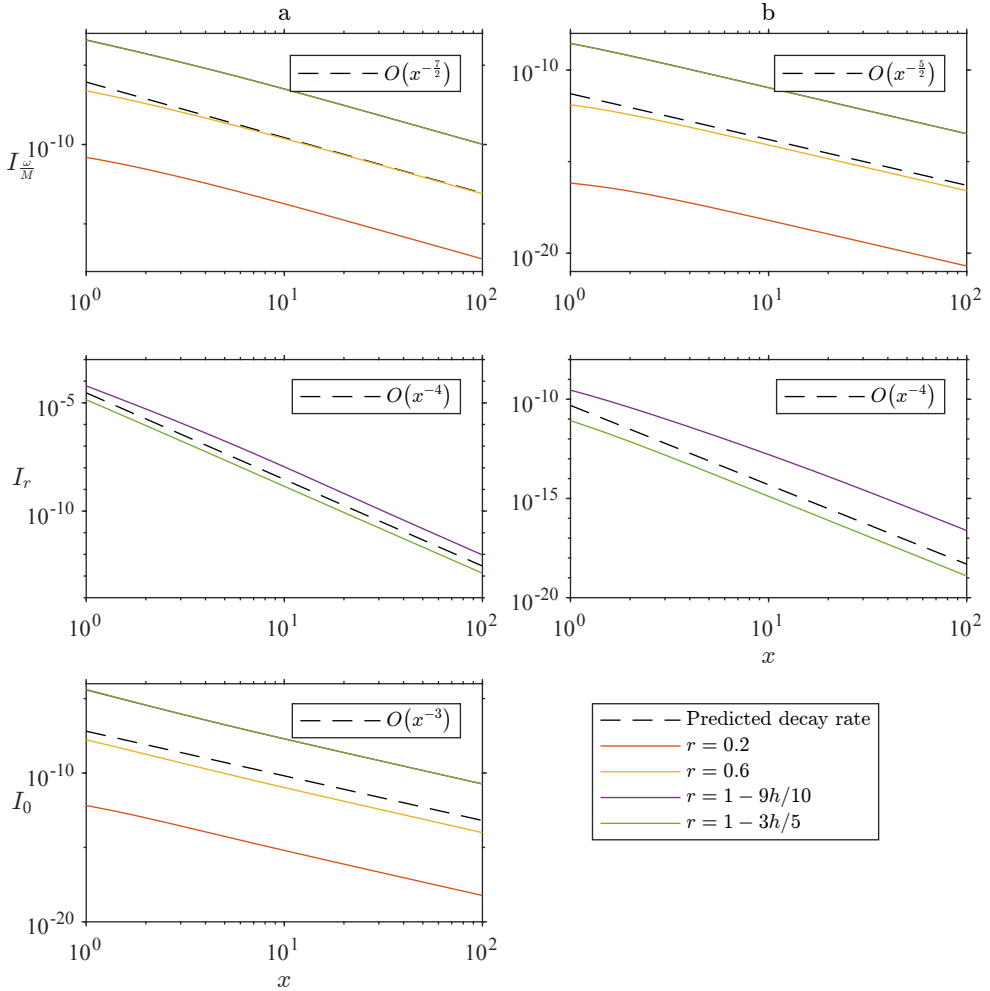 a
b
I_{ω/M}
10^{-10}
O(x^{-7/2})
10^0
10^1
10^2
10^{-10}
10^{-20}
O(x^{-5/2})
10^0
10^1
10^2
I_r
10^{-5}
10^{-10}
O(x^{-4})
10^0
10^1
10^2
10^{-10}
10^{-15}
10^{-20}
O(x^{-4})
10^0
10^1
10^2
x
I_0
10^{-10}
10^{-20}
O(x^{-3})
10^0
10^1
10^2
x
Predicted decay rate
r = 0.2
r = 0.6
r = 1 − 9h/10
r = 1 − 3h/5